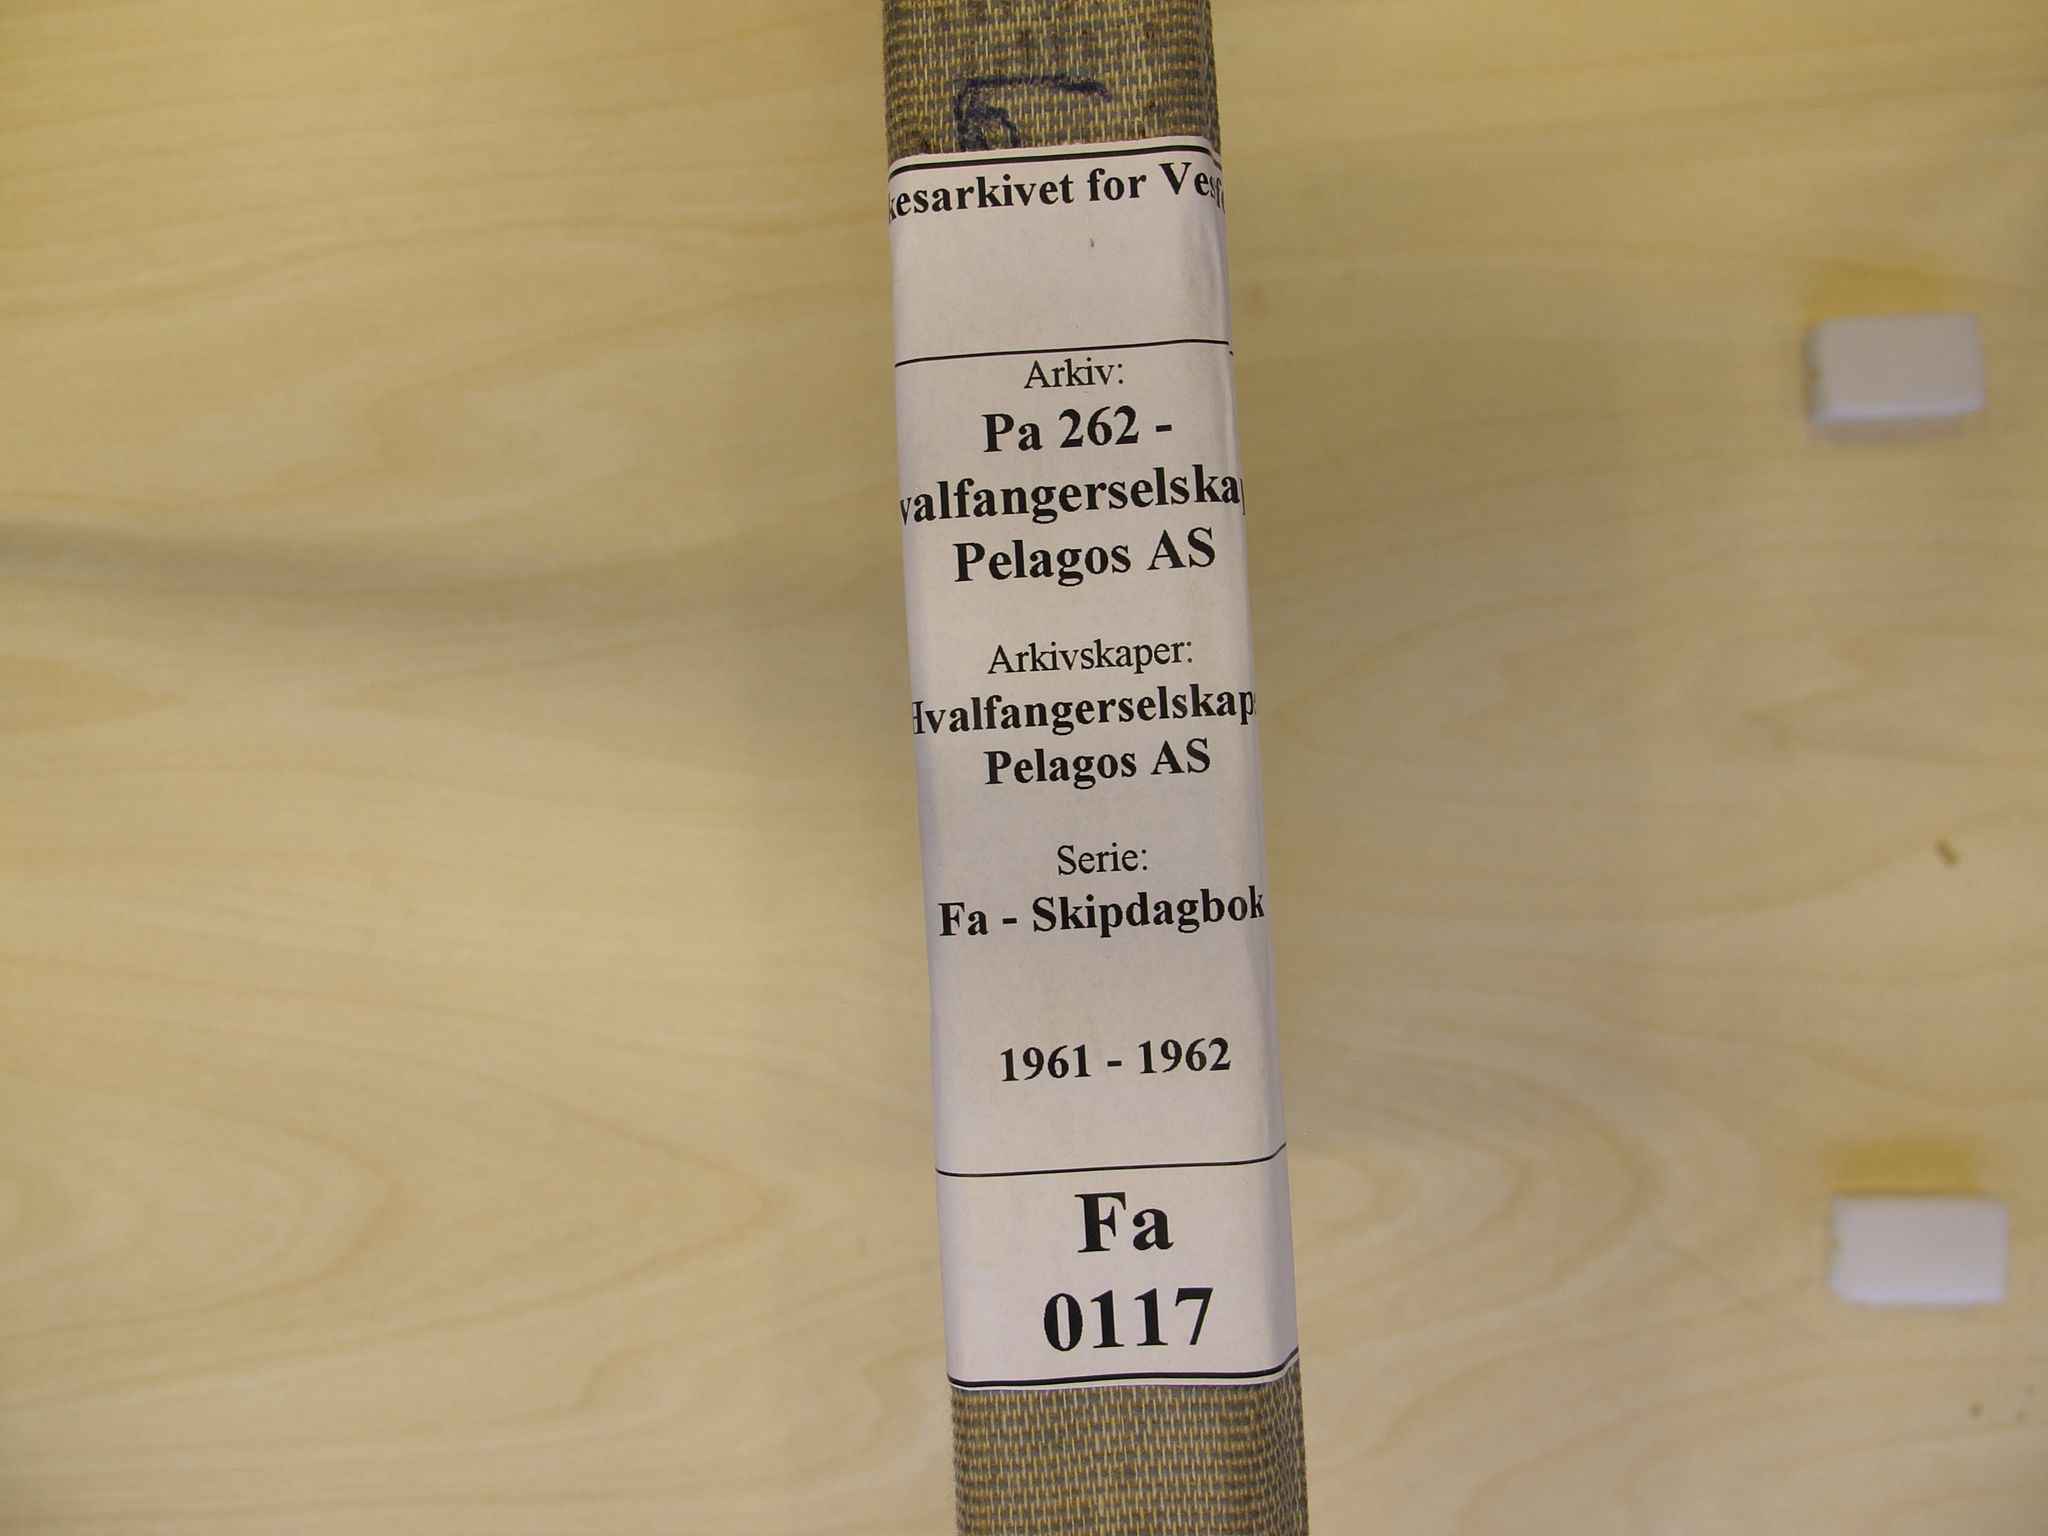 kesarkivet for Vesf
Arkiv:
Pa 262 -
valfangerselskap
Pelagos AS
Arkivskaper:
Hvalfangerselskaps
Pelagos AS
Serie:
Fa - Skipdagbok
1961 - 1962
Fa
0117